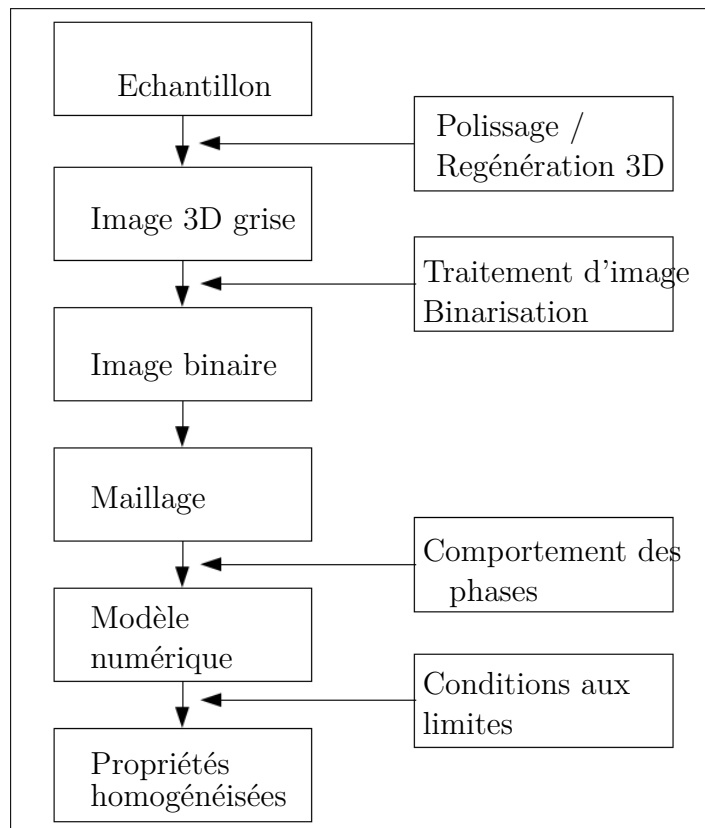 Echantillon
Polissage /
Regénération 3D
Image 3D grise
Traitement d'image
Binarisation
Image binaire
Maillage
Comportement des
phases
Modèle
numérique
Conditions aux
limites
Propriétés
homogénéisées